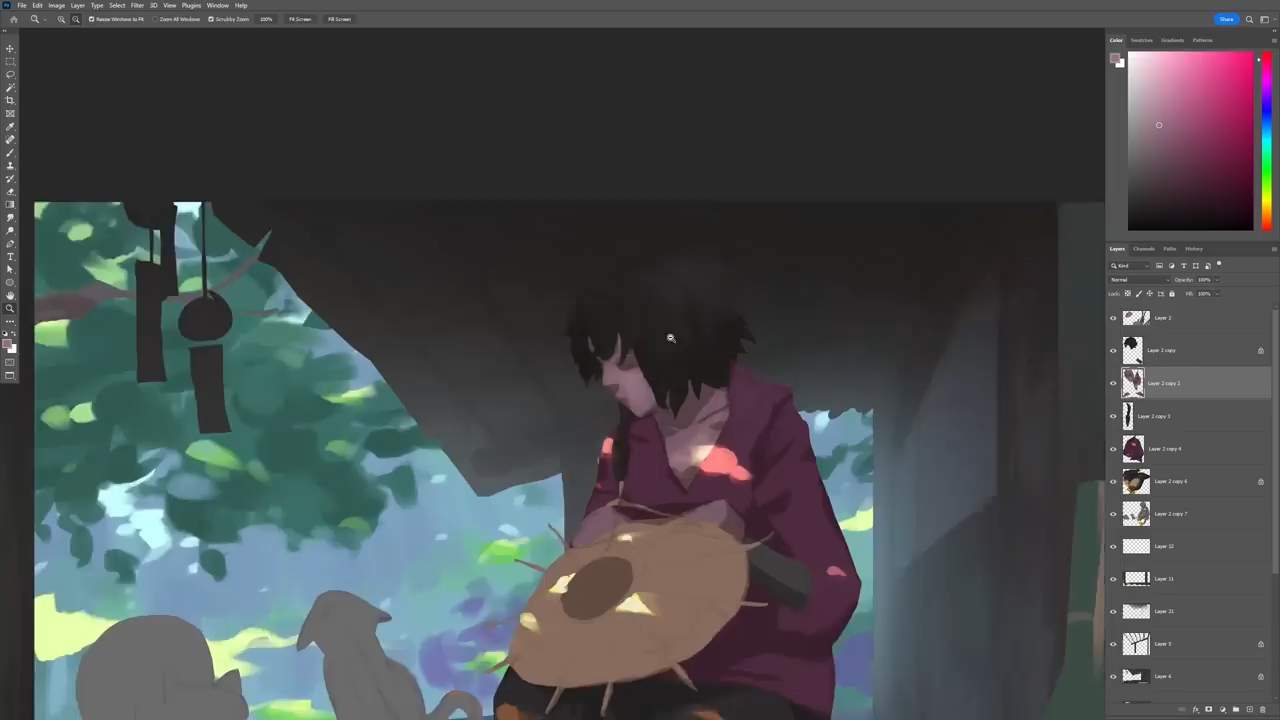 Ps File Edit Image Layer Type Select Filter 3D View Plugins Window Help
Resize Windows to Fit Zoom All Windows Scrubby Zoom 100% Fit Screen Fill Screen Share
Color Swatches Gradients Patterns
Layers Channels Paths History
Kind
Normal Opacity: 100%
Lock: Fill: 100%
Layer 2
Layer 2 copy
Layer 2 copy 2
Layer 2 copy 3
Layer 2 copy 4
Layer 2 copy 6
Layer 2 copy 7
Layer 12
Layer 11
Layer 21
Layer 5
Layer 6